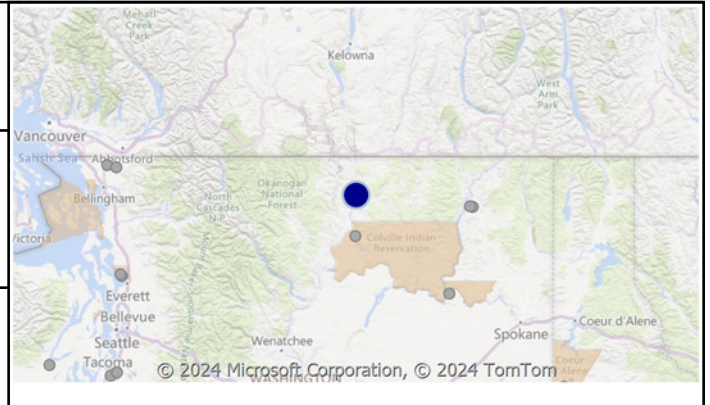 Mehatl
Creek
Park
Kelowna
West
Arm
Park
Vancouver
Salish Sea
Abbotsford
Bellingham
North
Cascades
N.P.
Okanogan
National
Forest
Victoria
Colville Indian
Reservation
Everett
Bellevue
Seattle
Tacoma
Wenatchee
Spokane
Coeur d'Alene
Coeur
Alene
WASHINGTON
© 2024 Microsoft Corporation, © 2024 TomTom